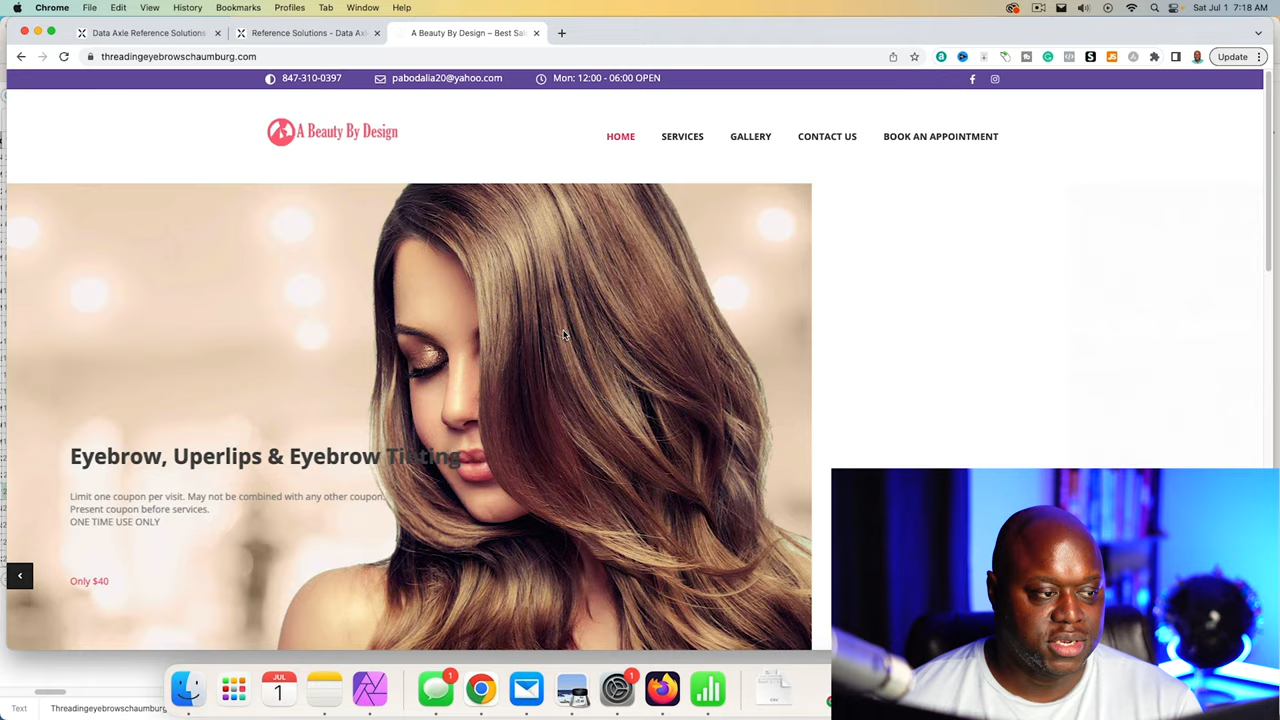 Chrome File Edit View History Bookmarks Profiles Tab Window Help Sat Jul 1 7:18 AM
Data Axle Reference Solutions Reference Solutions - Data Ax A Beauty By Design – Best Sal
threadingeyebrowschaumburg.com Update
847-310-0397 pabodalia20@yahoo.com Mon: 12:00 - 06:00 OPEN
A Beauty By Design
HOME SERVICES GALLERY CONTACT US BOOK AN APPOINTMENT
Eyebrow, Uperlips & Eyebrow Tinting
Limit one coupon per visit. May not be combined with any other coupon.
Present coupon before services.
ONE TIME USE ONLY
Only $40
JUL
1
1
1
Text Threadingeyebrowschaumburg